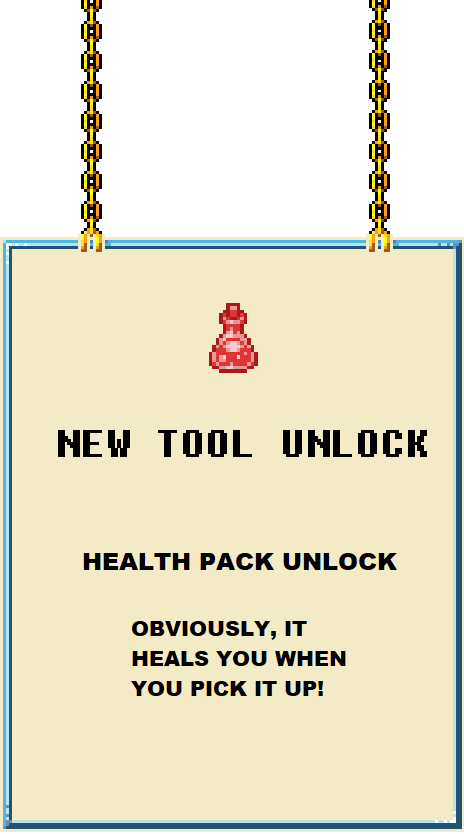 NEW TOOL UNLOCK
HEALTH PACK UNLOCK
OBVIOUSLY, IT
HEALS YOU WHEN
YOU PICK IT UP!